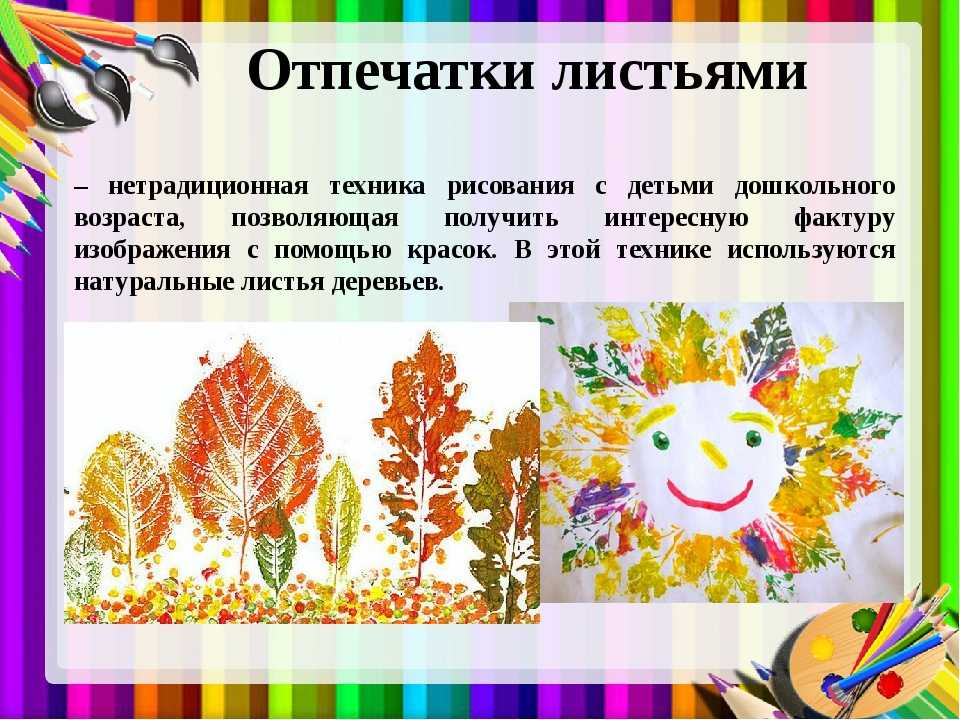 Отпечатки листьями
– нетрадиционная техника рисования с детьми дошкольного
возраста, позволяющая получить интересную фактуру
изображения с помощью красок. В этой технике используются
натуральные листья деревьев.